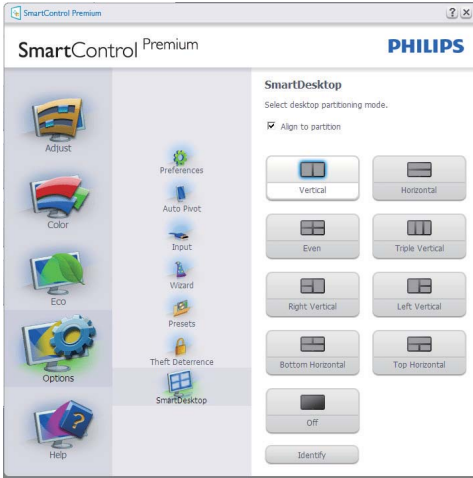 SmartControl Premium
SmartControl Premium
PHILIPS
Adjust
Color
Eco
Options
Help
Preferences
Auto Pivot
Input
Wizard
Presets
Theft Deterrence
SmartDesktop
SmartDesktop
Select desktop partitioning mode.
Align to partition
Vertical
Horizontal
Even
Triple Vertical
Right Vertical
Left Vertical
Bottom Horizontal
Top Horizontal
Off
Identify